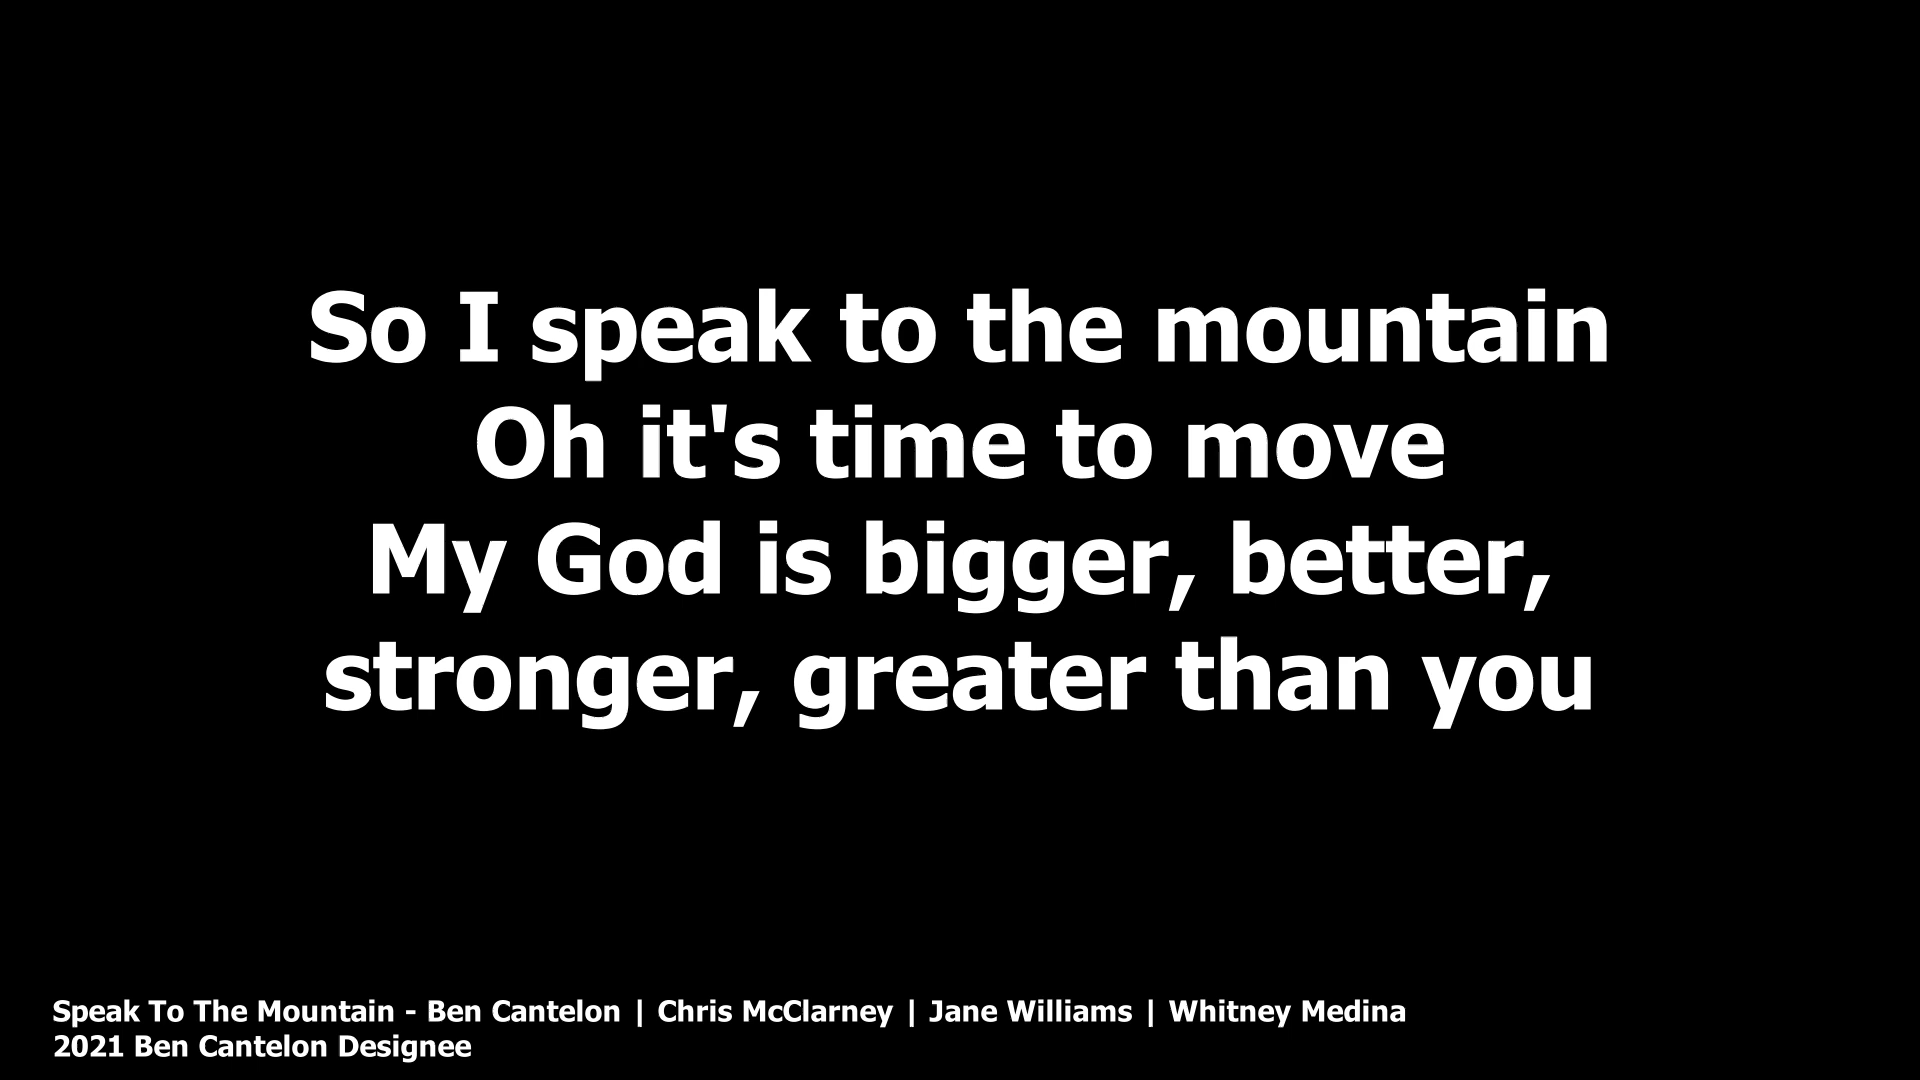 So I speak to the mountain
Oh it's time to move
My God is bigger, better,
stronger, greater than you
Speak To The Mountain - Ben Cantelon | Chris McClarney | Jane Williams | Whitney Medina
2021 Ben Cantelon Designee